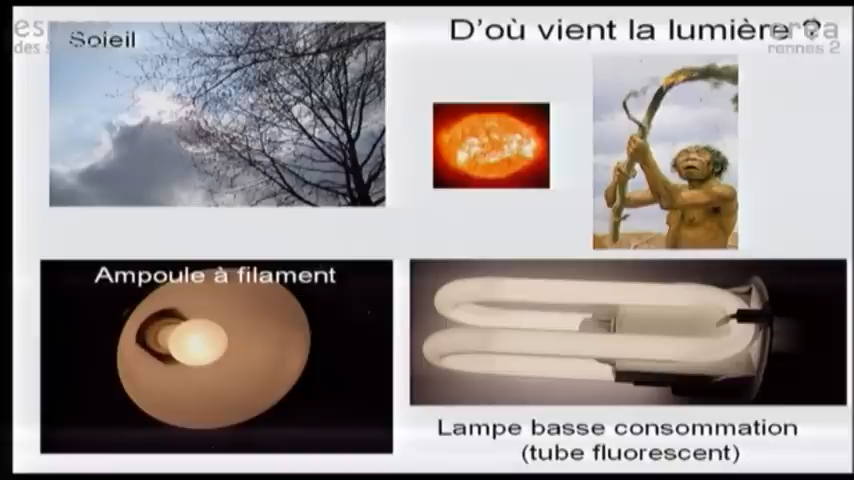 Soleil
D'où vient la lumière ?
rennes 2
Ampoule à filament
Lampe basse consommation
(tube fluorescent)